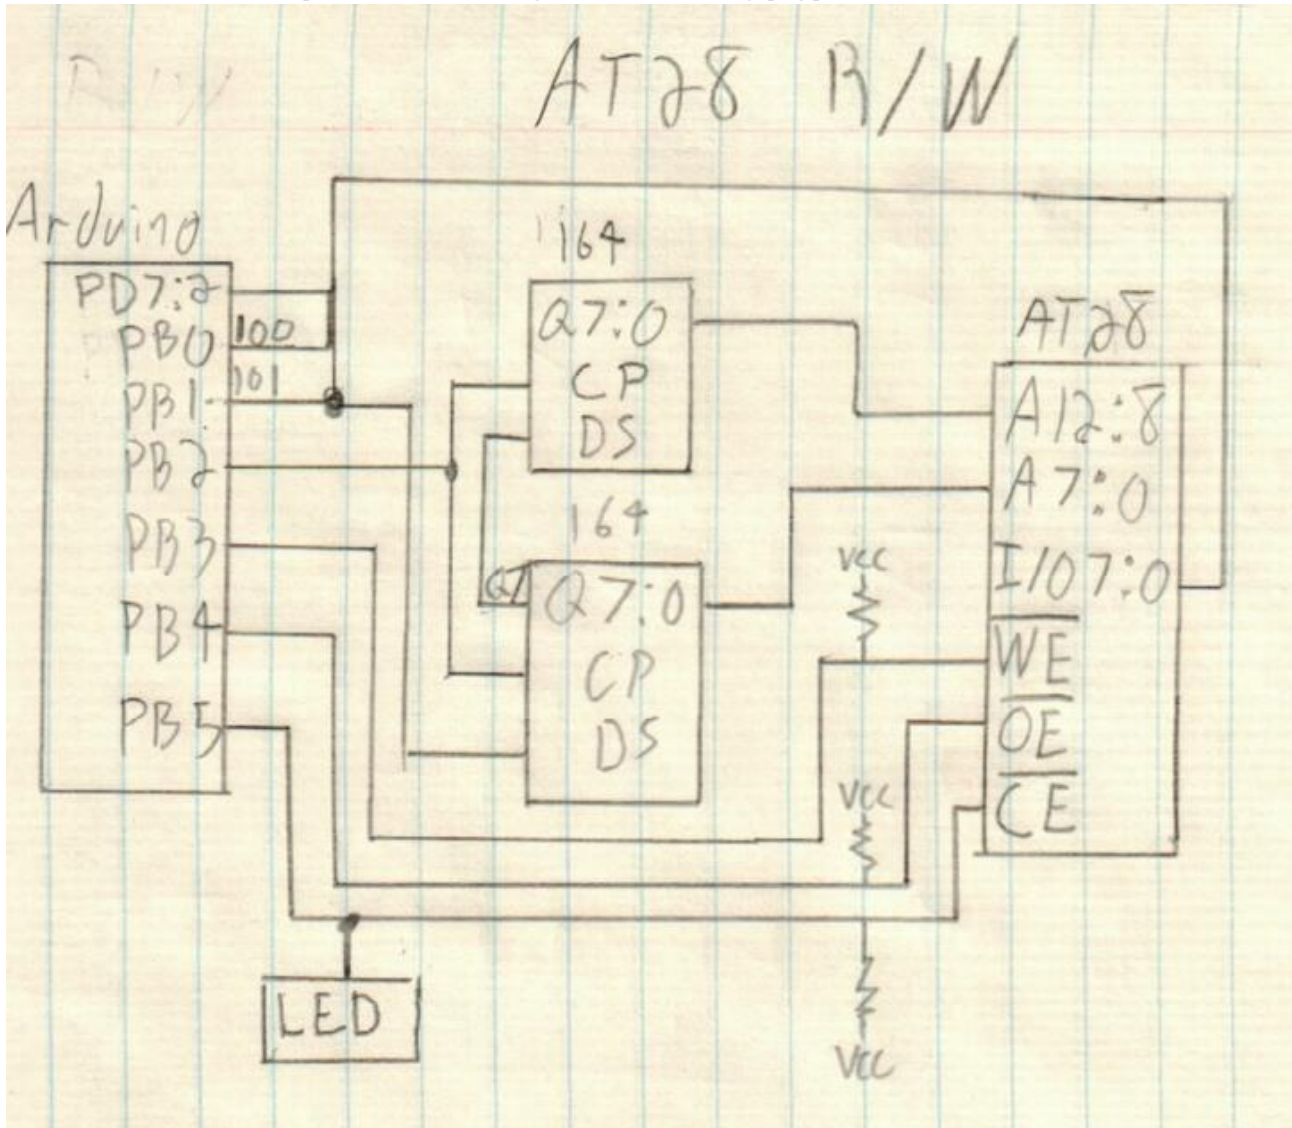 AT28 R/W
R/W
Arduino
PD7:2
PB0
100
PB1
101
PB2
PB3
PB4
PB5
LED
164
Q7:0
CP
DS
164
Q7
Q7:0
CP
DS
VCC
VCC
VCC
AT28
A12:8
A7:0
I/O7:0
WE
OE
CE